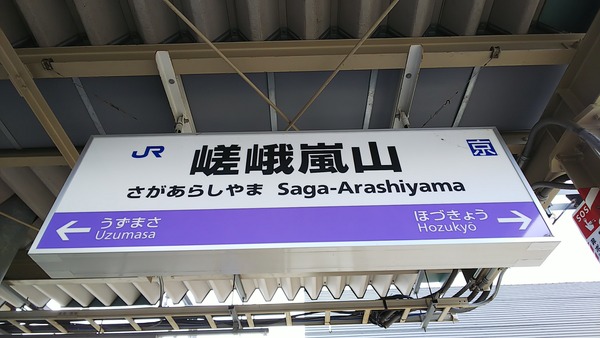 JR 嵯峨嵐山 京
さがあらしやま Saga-Arashiyama
← うずまさ ほづきょう →
Uzumasa Hozukyo
SOS